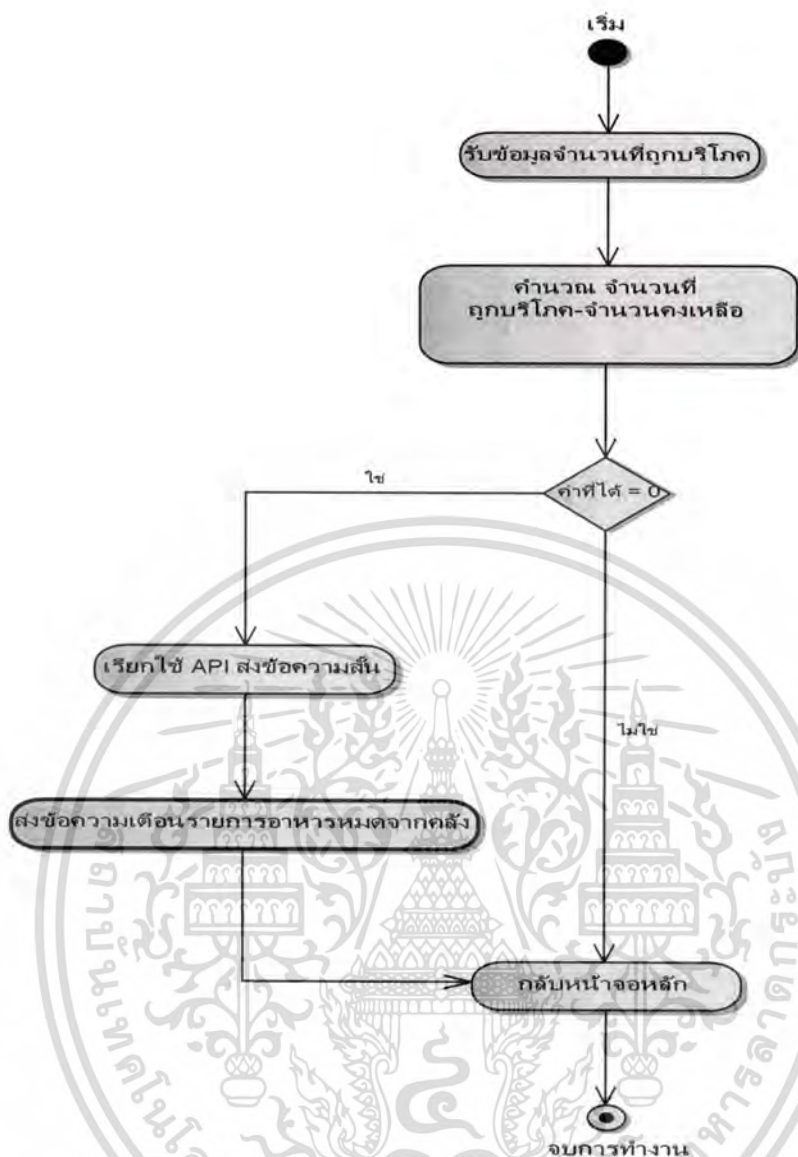 เริ่ม
รับข้อมูลจำนวนที่ถูกบริโภค
คำนวณ จำนวนที่
ถูกบริโภค-จำนวนคงเหลือ
ค่าที่ได้ = 0
ใช่
เรียกใช้ API ส่งข้อความสั้น
ไม่ใช่
ส่งข้อความเตือนรายการอาหารหมดจากคลัง
กลับหน้าจอหลัก
จบการทำงาน